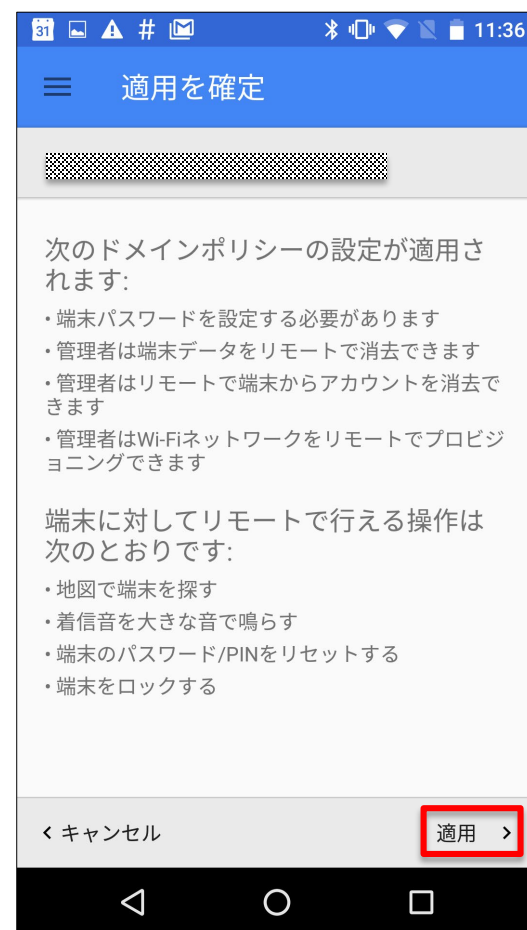 31 # 11:36
適用を確定
次のドメインポリシーの設定が適用さ
れます:
・端末パスワードを設定する必要があります
・管理者は端末データをリモートで消去できます
・管理者はリモートで端末からアカウントを消去で
きます
・管理者はWi-Fiネットワークをリモートでプロビジ
ョニングできます
端末に対してリモートで行える操作は
次のとおりです:
・地図で端末を探す
・着信音を大きな音で鳴らす
・端末のパスワード/PINをリセットする
・端末をロックする
キャンセル 適用